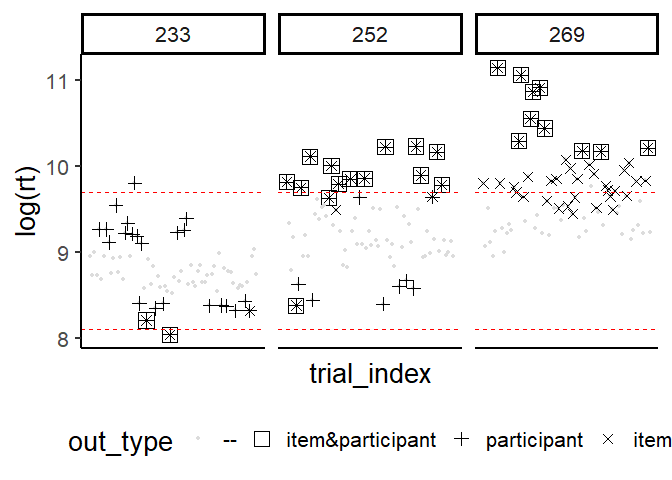 233 252 269
11
10
9
8
log(rt)
trial_index
out_type -- item&participant participant item